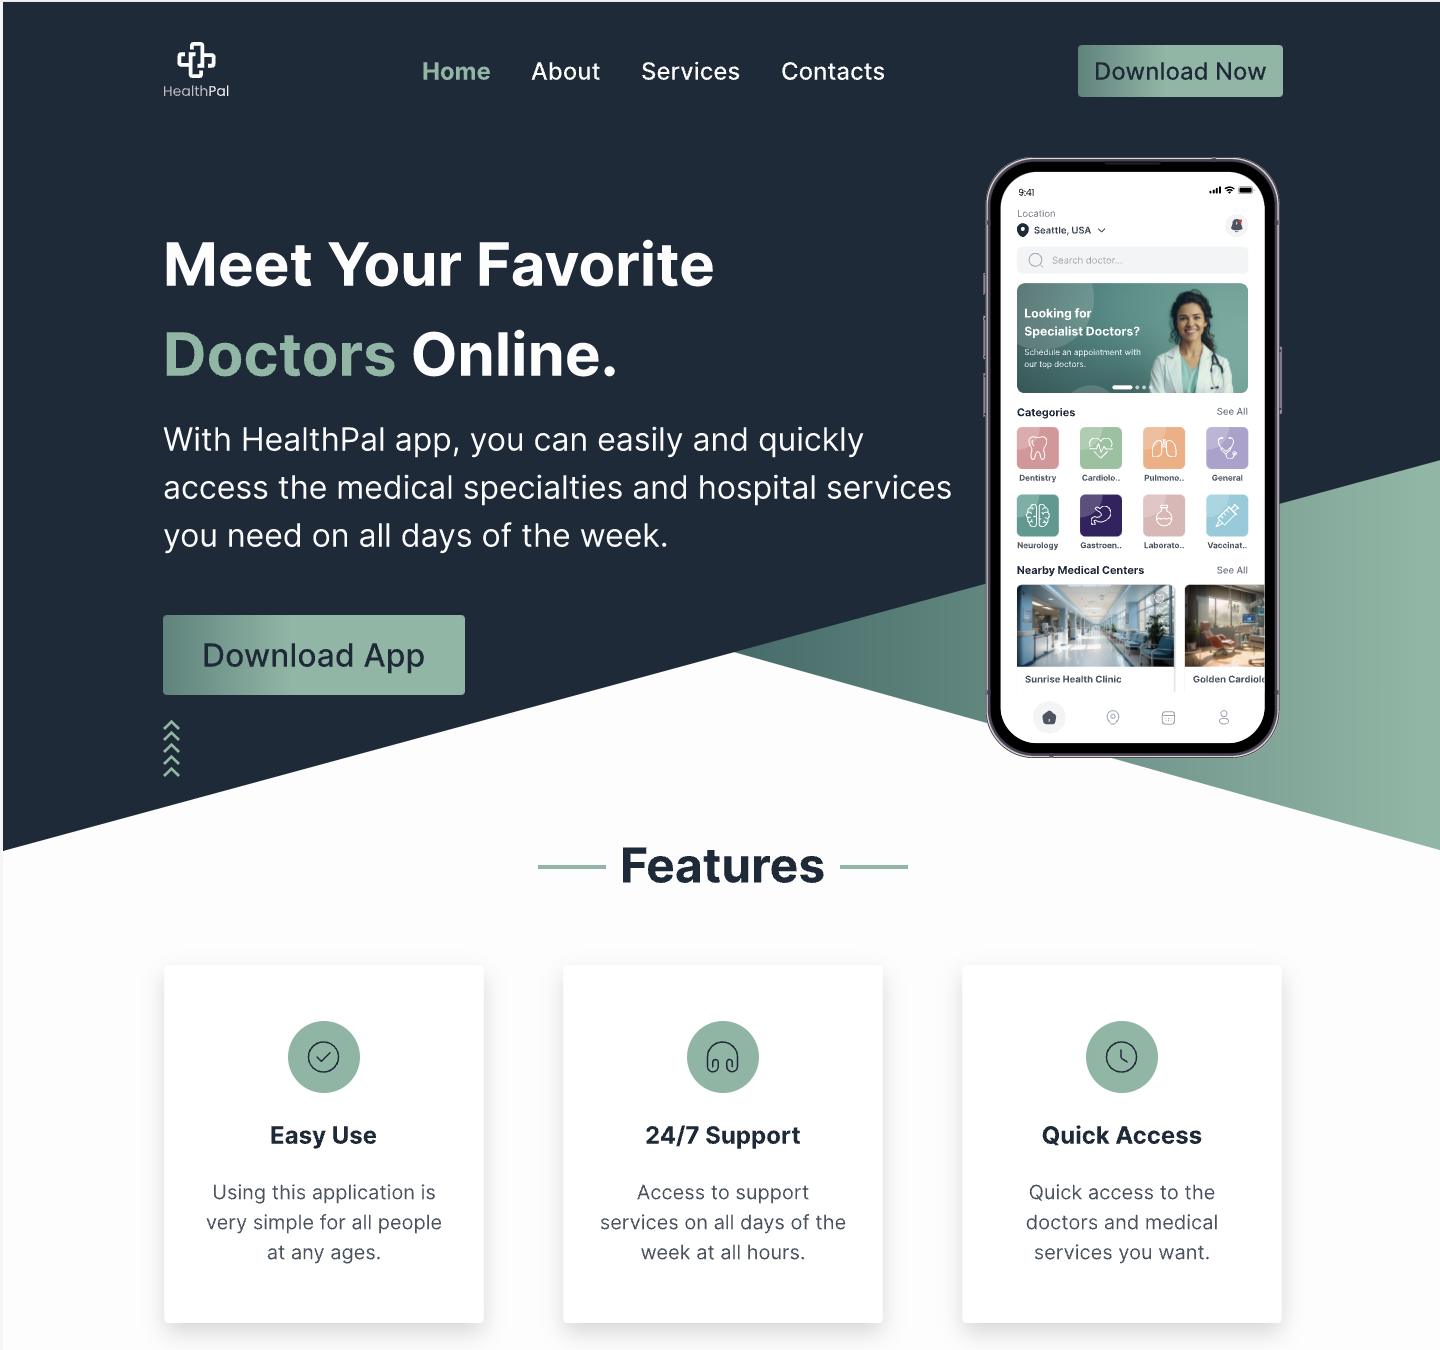 HealthPal
Home
About
Services
Contacts
Download Now
Meet Your Favorite
Doctors Online.
With HealthPal app, you can easily and quickly
access the medical specialties and hospital services
you need on all days of the week.
Download App
9:41
Location
Seattle, USA
Search doctor...
Looking for
Specialist Doctors?
Schedule an appointment with
our top doctors.
Categories
See All
Dentistry
Cardiolo..
Pulmono..
General
Neurology
Gastroen..
Laborato..
Vaccinat..
Nearby Medical Centers
See All
Sunrise Health Clinic
Golden Cardiolo
Features
Easy Use
Using this application is
very simple for all people
at any ages.
24/7 Support
Access to support
services on all days of the
week at all hours.
Quick Access
Quick access to the
doctors and medical
services you want.